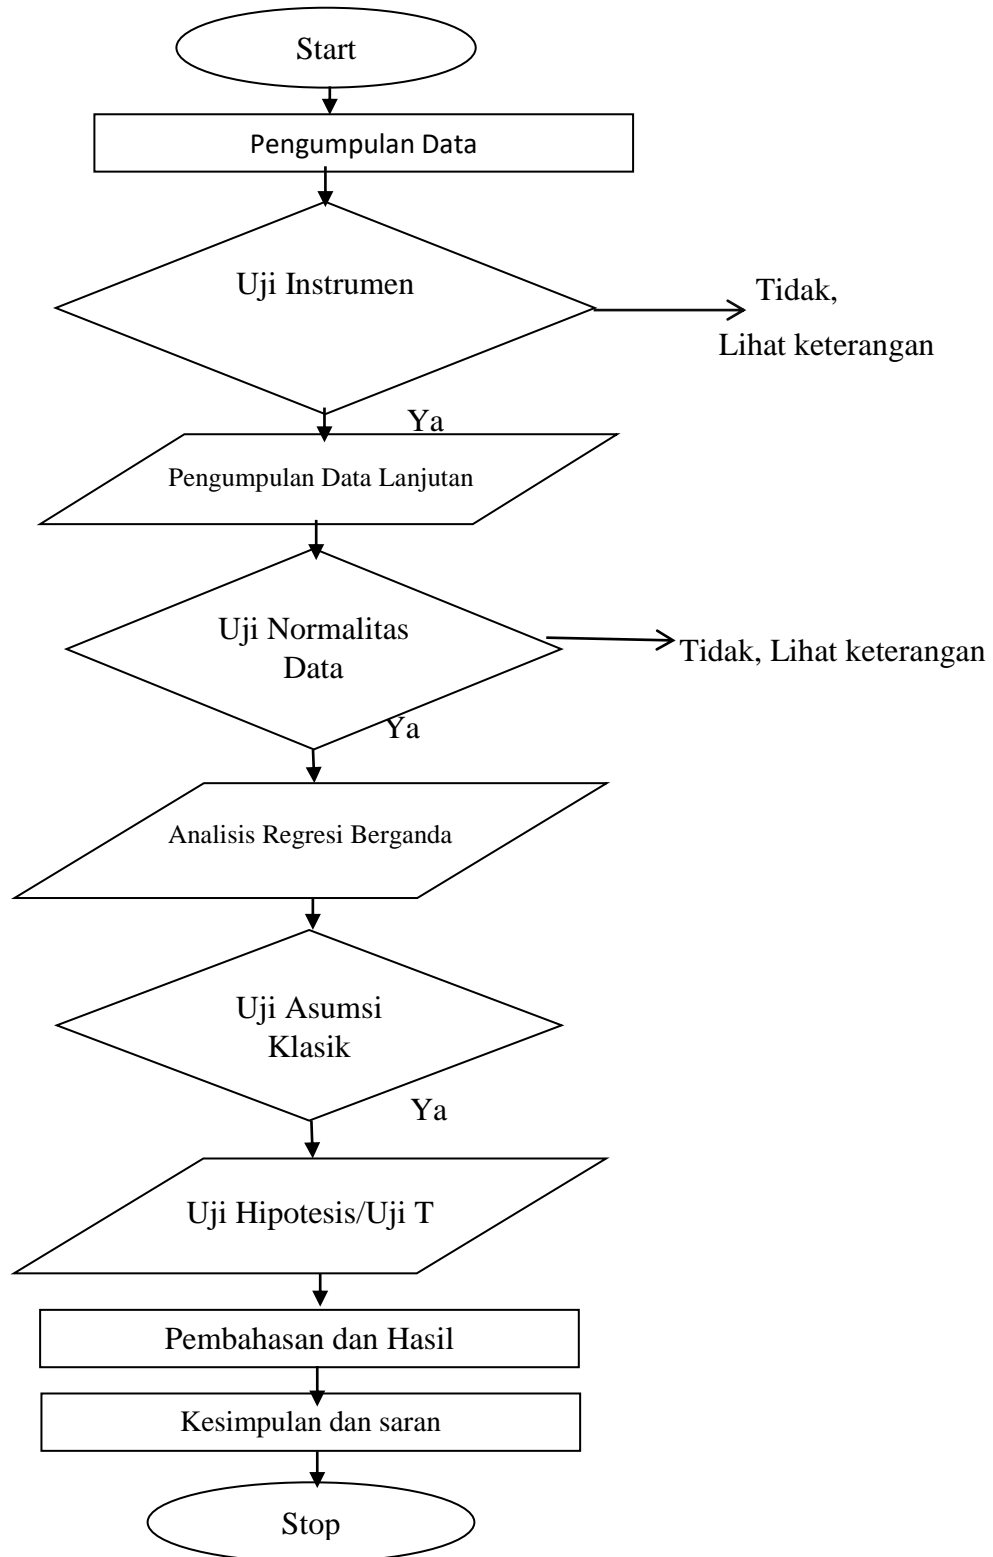 Start
Pengumpulan Data
Uji Instrumen
Tidak,
Lihat keterangan
Ya
Pengumpulan Data Lanjutan
Uji Normalitas
Data
Tidak, Lihat keterangan
Ya
Analisis Regresi Berganda
Uji Asumsi
Klasik
Ya
Uji Hipotesis/Uji T
Pembahasan dan Hasil
Kesimpulan dan saran
Stop